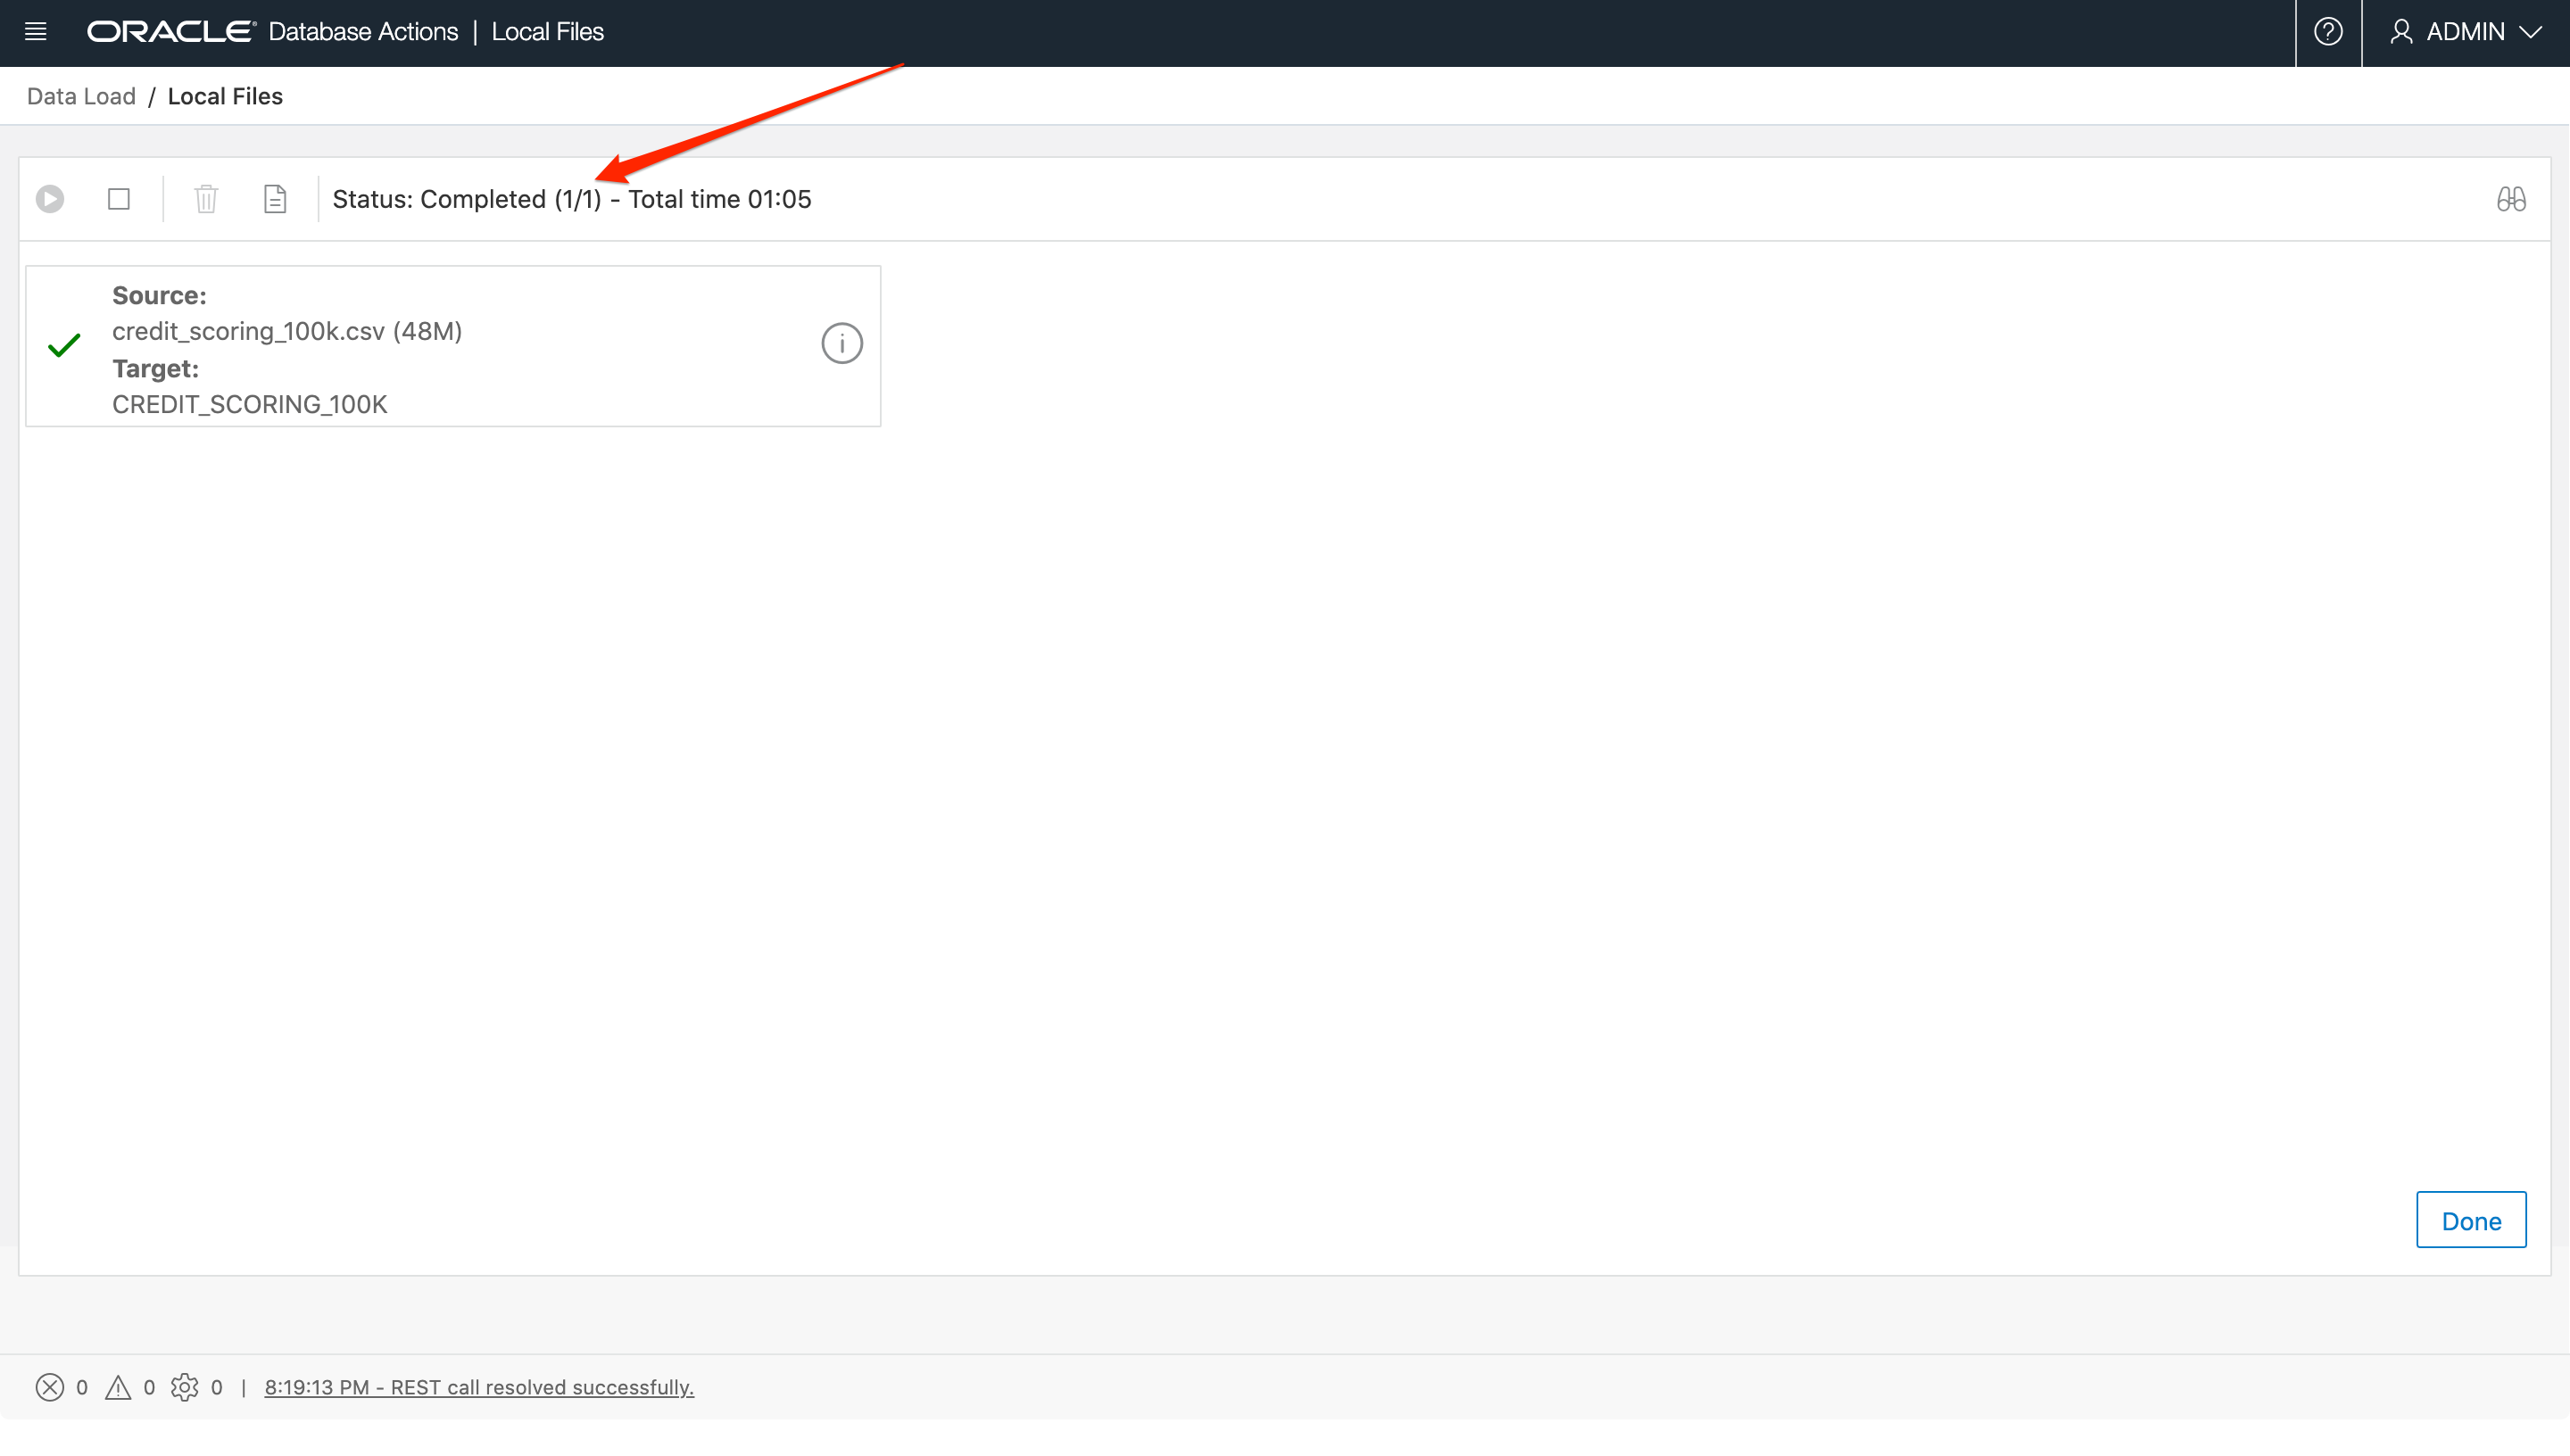 ORACLE Database Actions | Local Files
ADMIN
Data Load / Local Files
Status: Completed (1/1) - Total time 01:05
Source:
credit_scoring_100k.csv (48M)
Target:
CREDIT_SCORING_100K
Done
0 0 0 | 8:19:13 PM - REST call resolved successfully.